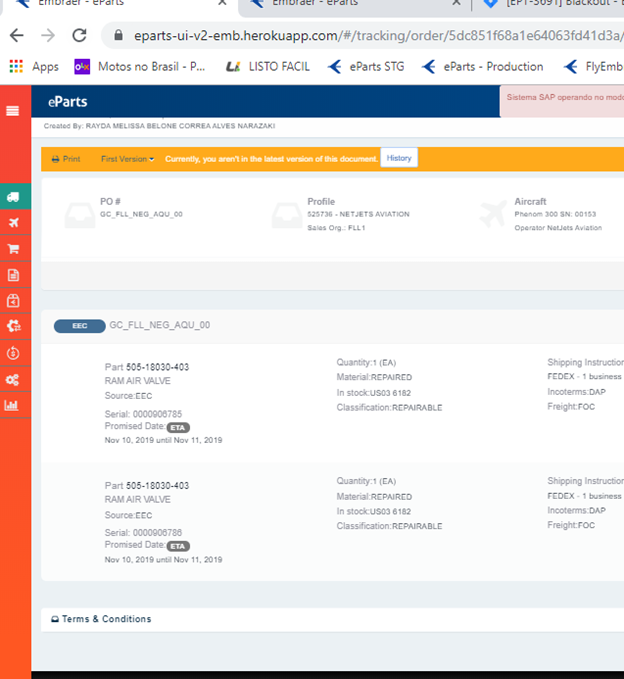 Embraer - eParts
Embraer - eParts
[EPT-3691] Blackout - E
eparts-ui-v2-emb.herokuapp.com/#/tracking/order/5dc851f68a1e64063fd41d3a/
Apps
olx
Motos no Brasil - P...
LISTO FACIL
eParts STG
eParts - Production
FlyEmb
eParts
Sistema SAP operando no modo
Created By: RAYDA MELISSA BELONE CORREA ALVES NARAZAKI
Print
First Version
Currently, you aren't in the latest version of this document.
History
PO #
GC_FLL_NEG_AQU_00
Profile
525736 - NETJETS AVIATION
Sales Org.: FLL1
Aircraft
Phenom 300 SN: 00153
Operator NetJets Aviation
EEC
GC_FLL_NEG_AQU_00
Part 505-18030-403
RAM AIR VALVE
Source:EEC
Serial: 0000906785
Promised Date: ETA
Nov 10, 2019 until Nov 11, 2019
Quantity:1 (EA)
Material:REPAIRED
In stock:US03 6182
Classification:REPAIRABLE
Shipping Instruction
FEDEX - 1 business
Incoterms:DAP
Freight:FOC
Part 505-18030-403
RAM AIR VALVE
Source:EEC
Serial: 0000906786
Promised Date: ETA
Nov 10, 2019 until Nov 11, 2019
Quantity:1 (EA)
Material:REPAIRED
In stock:US03 6182
Classification:REPAIRABLE
Shipping Instruction
FEDEX - 1 business
Incoterms:DAP
Freight:FOC
Terms & Conditions